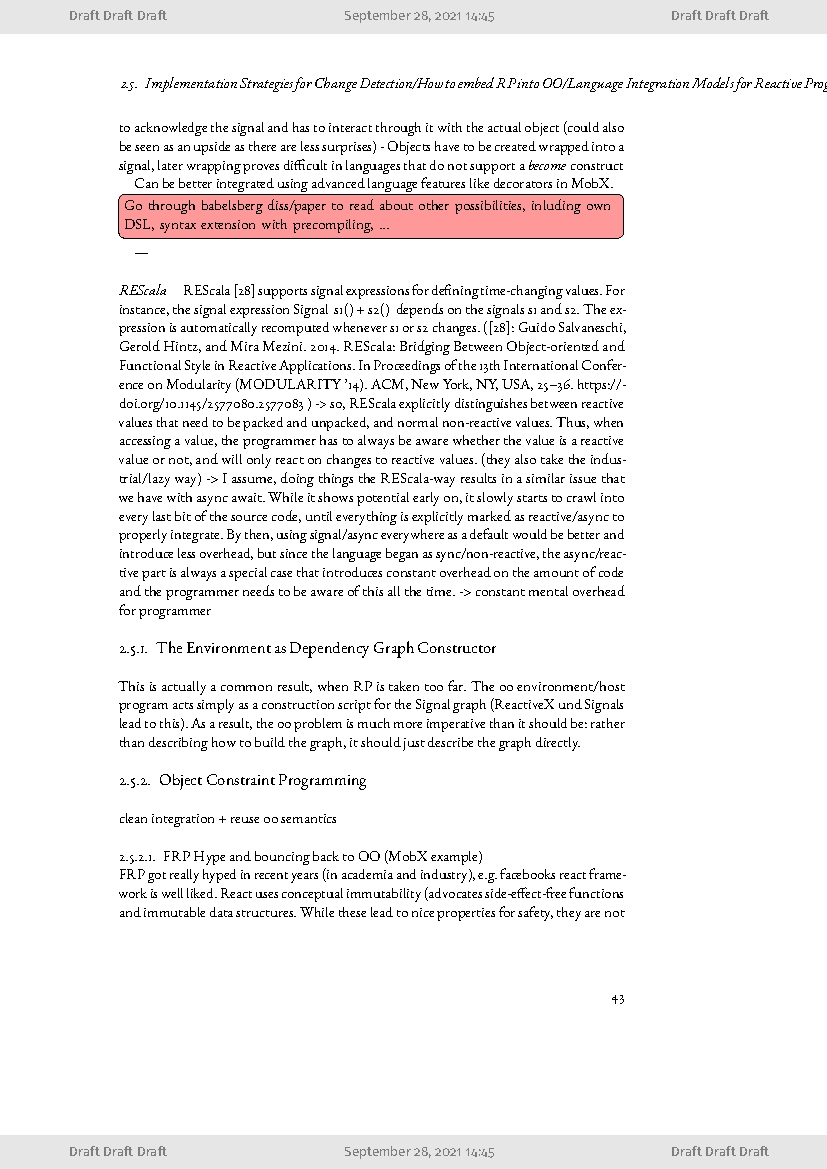 Draft Draft Draft September 28, 2021 14:45 Draft Draft Draft
2.5. Implementation Strategies for Change Detection/How to embed RP into OO/Language Integration Models for Reactive Prog
to acknowledge the signal and has to interact through it with the actual object (could also
be seen as an upside as there are less surprises) - Objects have to be created wrapped into a
signal, later wrapping proves difficult in languages that do not support a become construct
Can be better integrated using advanced language features like decorators in MobX.
Go through babelsberg diss/paper to read about other possibilities, inluding own
DSL, syntax extension with precompiling, ...
—
REScala REScala [28] supports signal expressions for defining time-changing values. For
instance, the signal expression Signal s1() + s2() depends on the signals s1 and s2. The ex-
pression is automatically recomputed whenever s1 or s2 changes. ([28]: Guido Salvaneschi,
Gerold Hintz, and Mira Mezini. 2014. REScala: Bridging Between Object-oriented and
Functional Style in Reactive Applications. In Proceedings of the 13th International Confer-
ence on Modularity (MODULARITY '14). ACM, New York, NY, USA, 25–36. https://-
doi.org/10.1145/2577080.2577083 ) -> so, REScala explicitly distinguishes between reactive
values that need to be packed and unpacked, and normal non-reactive values. Thus, when
accessing a value, the programmer has to always be aware whether the value is a reactive
value or not, and will only react on changes to reactive values. (they also take the indus-
trial/lazy way) -> I assume, doing things the REScala-way results in a similar issue that
we have with async await. While it shows potential early on, it slowly starts to crawl into
every last bit of the source code, until everything is explicitly marked as reactive/async to
properly integrate. By then, using signal/async everywhere as a default would be better and
introduce less overhead, but since the language began as sync/non-reactive, the async/reac-
tive part is always a special case that introduces constant overhead on the amount of code
and the programmer needs to be aware of this all the time. -> constant mental overhead
for programmer
2.5.1. The Environment as Dependency Graph Constructor
This is actually a common result, when RP is taken too far. The oo environment/host
program acts simply as a construction script for the Signal graph (ReactiveX und Signals
lead to this). As a result, the oo problem is much more imperative than it should be: rather
than describing how to build the graph, it should just describe the graph directly.
2.5.2. Object Constraint Programming
clean integration + reuse oo semantics
2.5.2.1. FRP Hype and bouncing back to OO (MobX example)
FRP got really hyped in recent years (in academia and industry), e.g. facebooks react frame-
work is well liked. React uses conceptual immutability (advocates side-effect-free functions
and immutable data structures. While these lead to nice properties for safety, they are not
43
Draft Draft Draft September 28, 2021 14:45 Draft Draft Draft